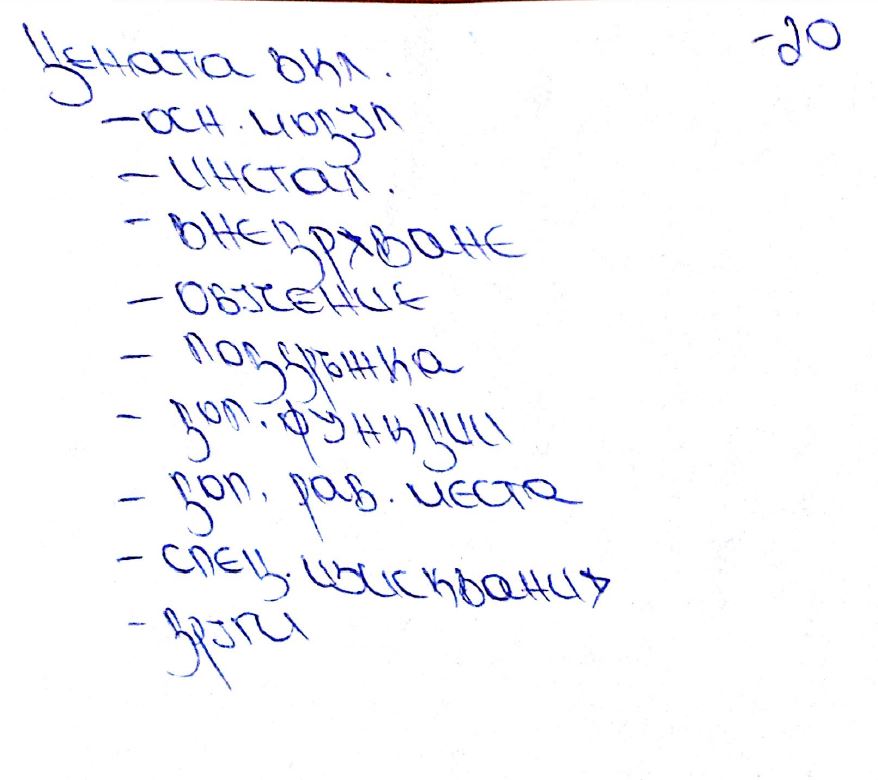 -20
Цената вкл.
- осн. модул
- инстал.
- внедряване
- обучение
- поддръжка
- доп. функции
- доп. раб. места
- спец. изисквания
- други